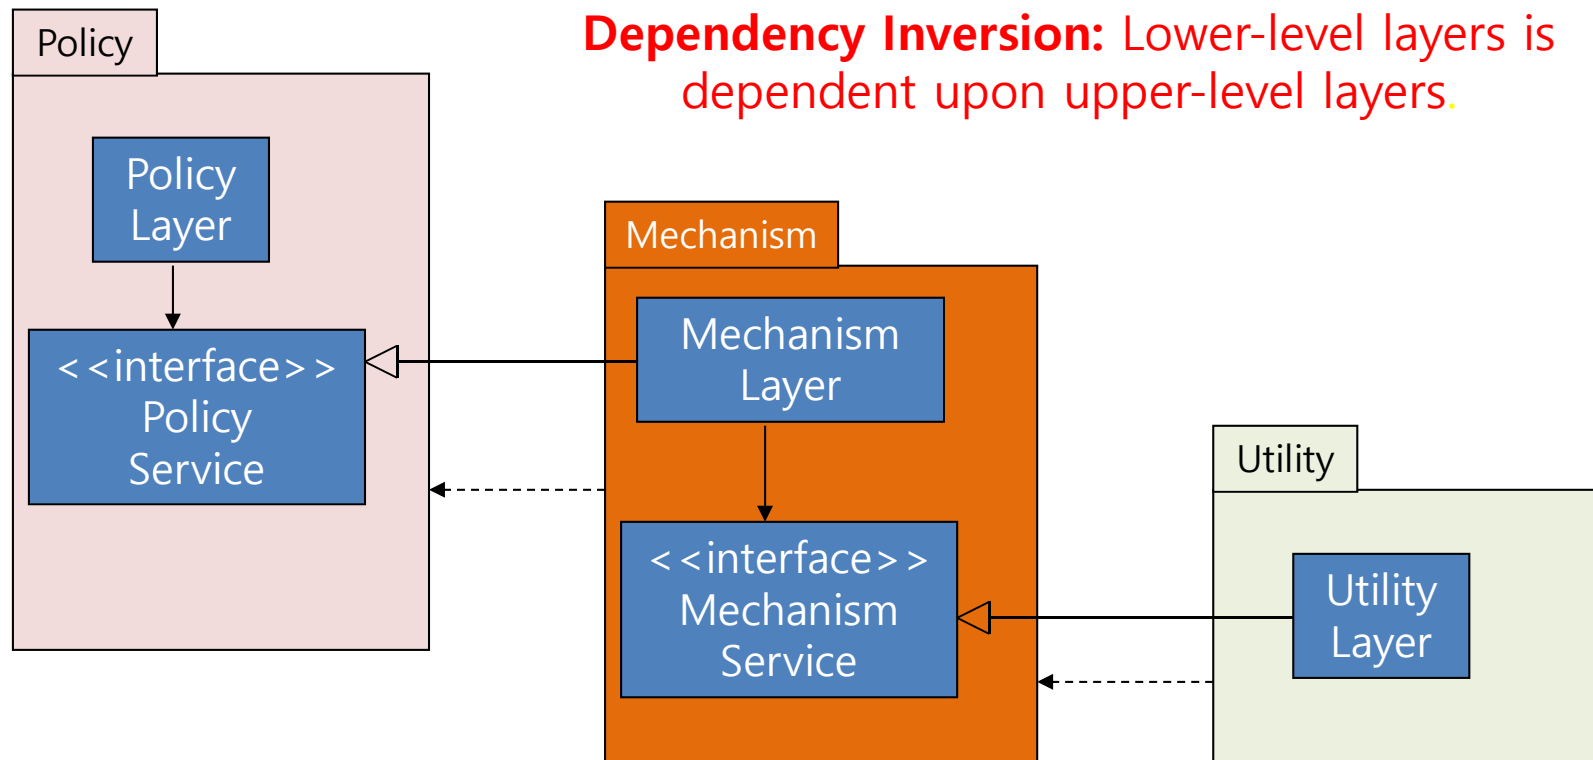 Policy
Dependency Inversion: Lower-level layers is
dependent upon upper-level layers.
Policy
Layer
Mechanism
<<interface>>
Policy
Service
Mechanism
Layer
Utility
<<interface>>
Mechanism
Service
Utility
Layer